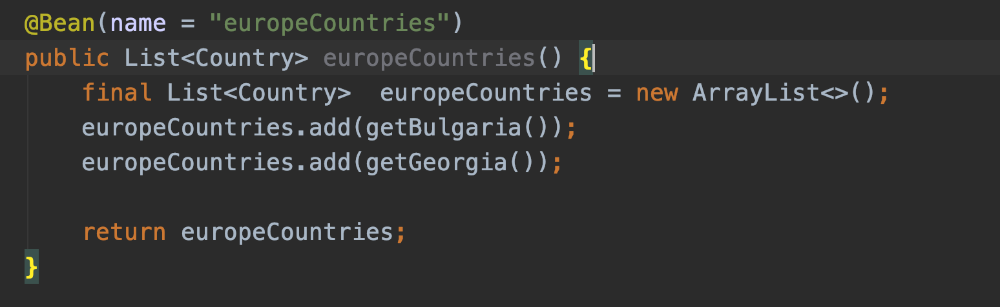 @Bean(name = "europeCountries")
public List<Country> europeCountries() {
    final List<Country>  europeCountries = new ArrayList<>();
    europeCountries.add(getBulgaria());
    europeCountries.add(getGeorgia());

    return europeCountries;
}